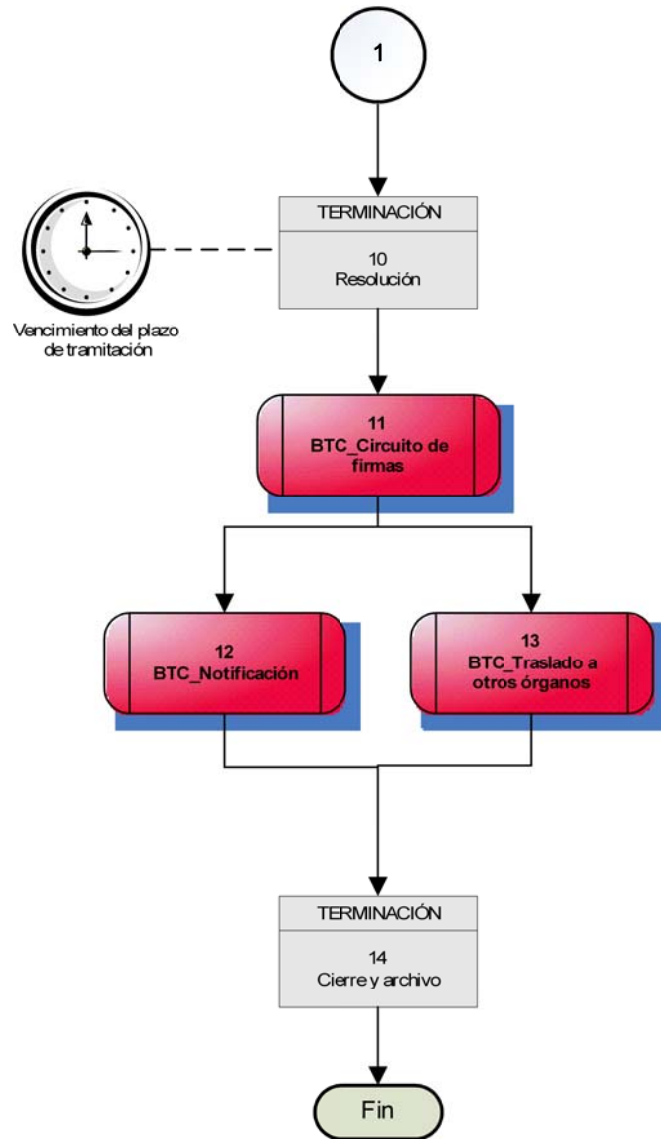 1
TERMINACIÓN
10
Resolución
Vencimiento del plazo
de tramitación
11
BTC_Circuito de
firmas
12
BTC_Notificación
13
BTC_Traslado a
otros órganos
TERMINACIÓN
14
Cierre y archivo
Fin